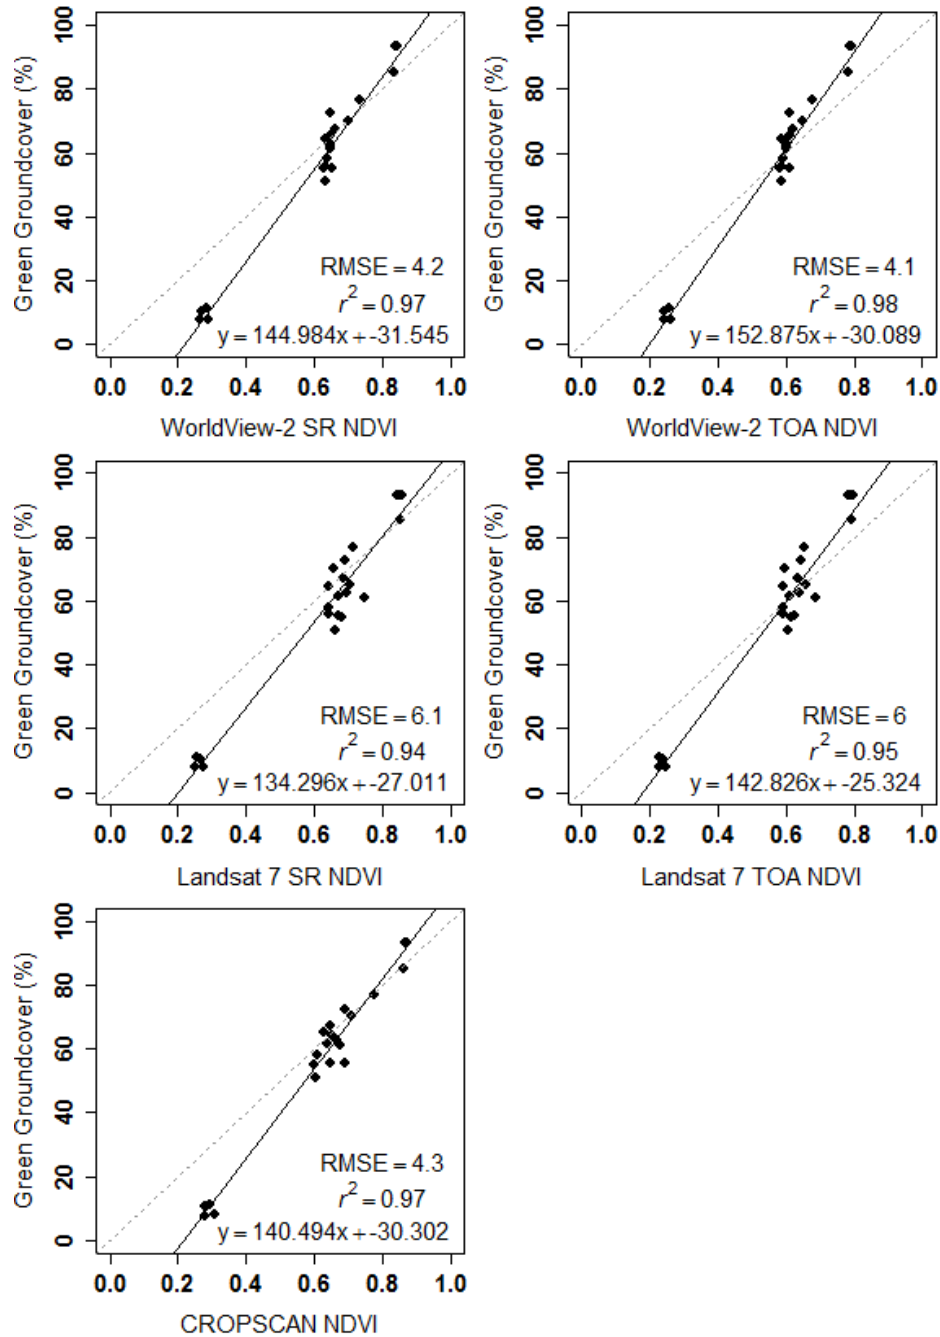 Green Groundcover (%)
100
80
60
40
20
0
RMSE = 4.2
r² = 0.97
y = 144.984x + -31.545
0.0 0.2 0.4 0.6 0.8 1.0
WorldView-2 SR NDVI
Green Groundcover (%)
100
80
60
40
20
0
RMSE = 4.1
r² = 0.98
y = 152.875x + -30.089
0.0 0.2 0.4 0.6 0.8 1.0
WorldView-2 TOA NDVI
Green Groundcover (%)
100
80
60
40
20
0
RMSE = 6.1
r² = 0.94
y = 134.296x + -27.011
0.0 0.2 0.4 0.6 0.8 1.0
Landsat 7 SR NDVI
Green Groundcover (%)
100
80
60
40
20
0
RMSE = 6
r² = 0.95
y = 142.826x + -25.324
0.0 0.2 0.4 0.6 0.8 1.0
Landsat 7 TOA NDVI
Green Groundcover (%)
100
80
60
40
20
0
RMSE = 4.3
r² = 0.97
y = 140.494x + -30.302
0.0 0.2 0.4 0.6 0.8 1.0
CROPSCAN NDVI